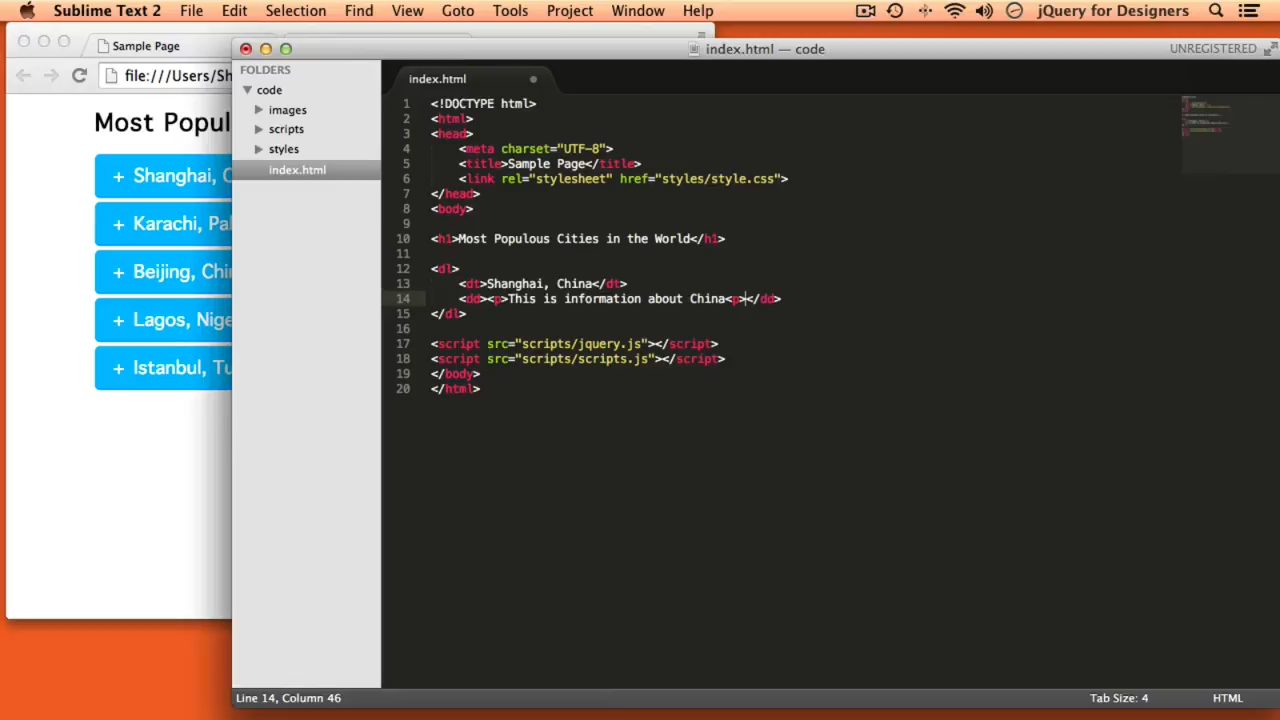 Sublime Text 2 File Edit Selection Find View Goto Tools Project Window Help jQuery for Designers
Sample Page
file:///Users/Sh
Most Popul
+ Shanghai, C
+ Karachi, Pak
+ Beijing, Chin
+ Lagos, Nige
+ Istanbul, Tu
index.html — code
UNREGISTERED
FOLDERS
code
images
scripts
styles
index.html
index.html
1 <!DOCTYPE html>
2 <html>
3 <head>
4 <meta charset="UTF-8">
5 <title>Sample Page</title>
6 <link rel="stylesheet" href="styles/style.css">
7 </head>
8 <body>
9
10 <h1>Most Populous Cities in the World</h1>
11
12 <dl>
13 <dt>Shanghai, China</dt>
14 <dd><p>This is information about China<p></dd>
15 </dl>
16
17 <script src="scripts/jquery.js"></script>
18 <script src="scripts/scripts.js"></script>
19 </body>
20 </html>
Line 14, Column 46
Tab Size: 4
HTML